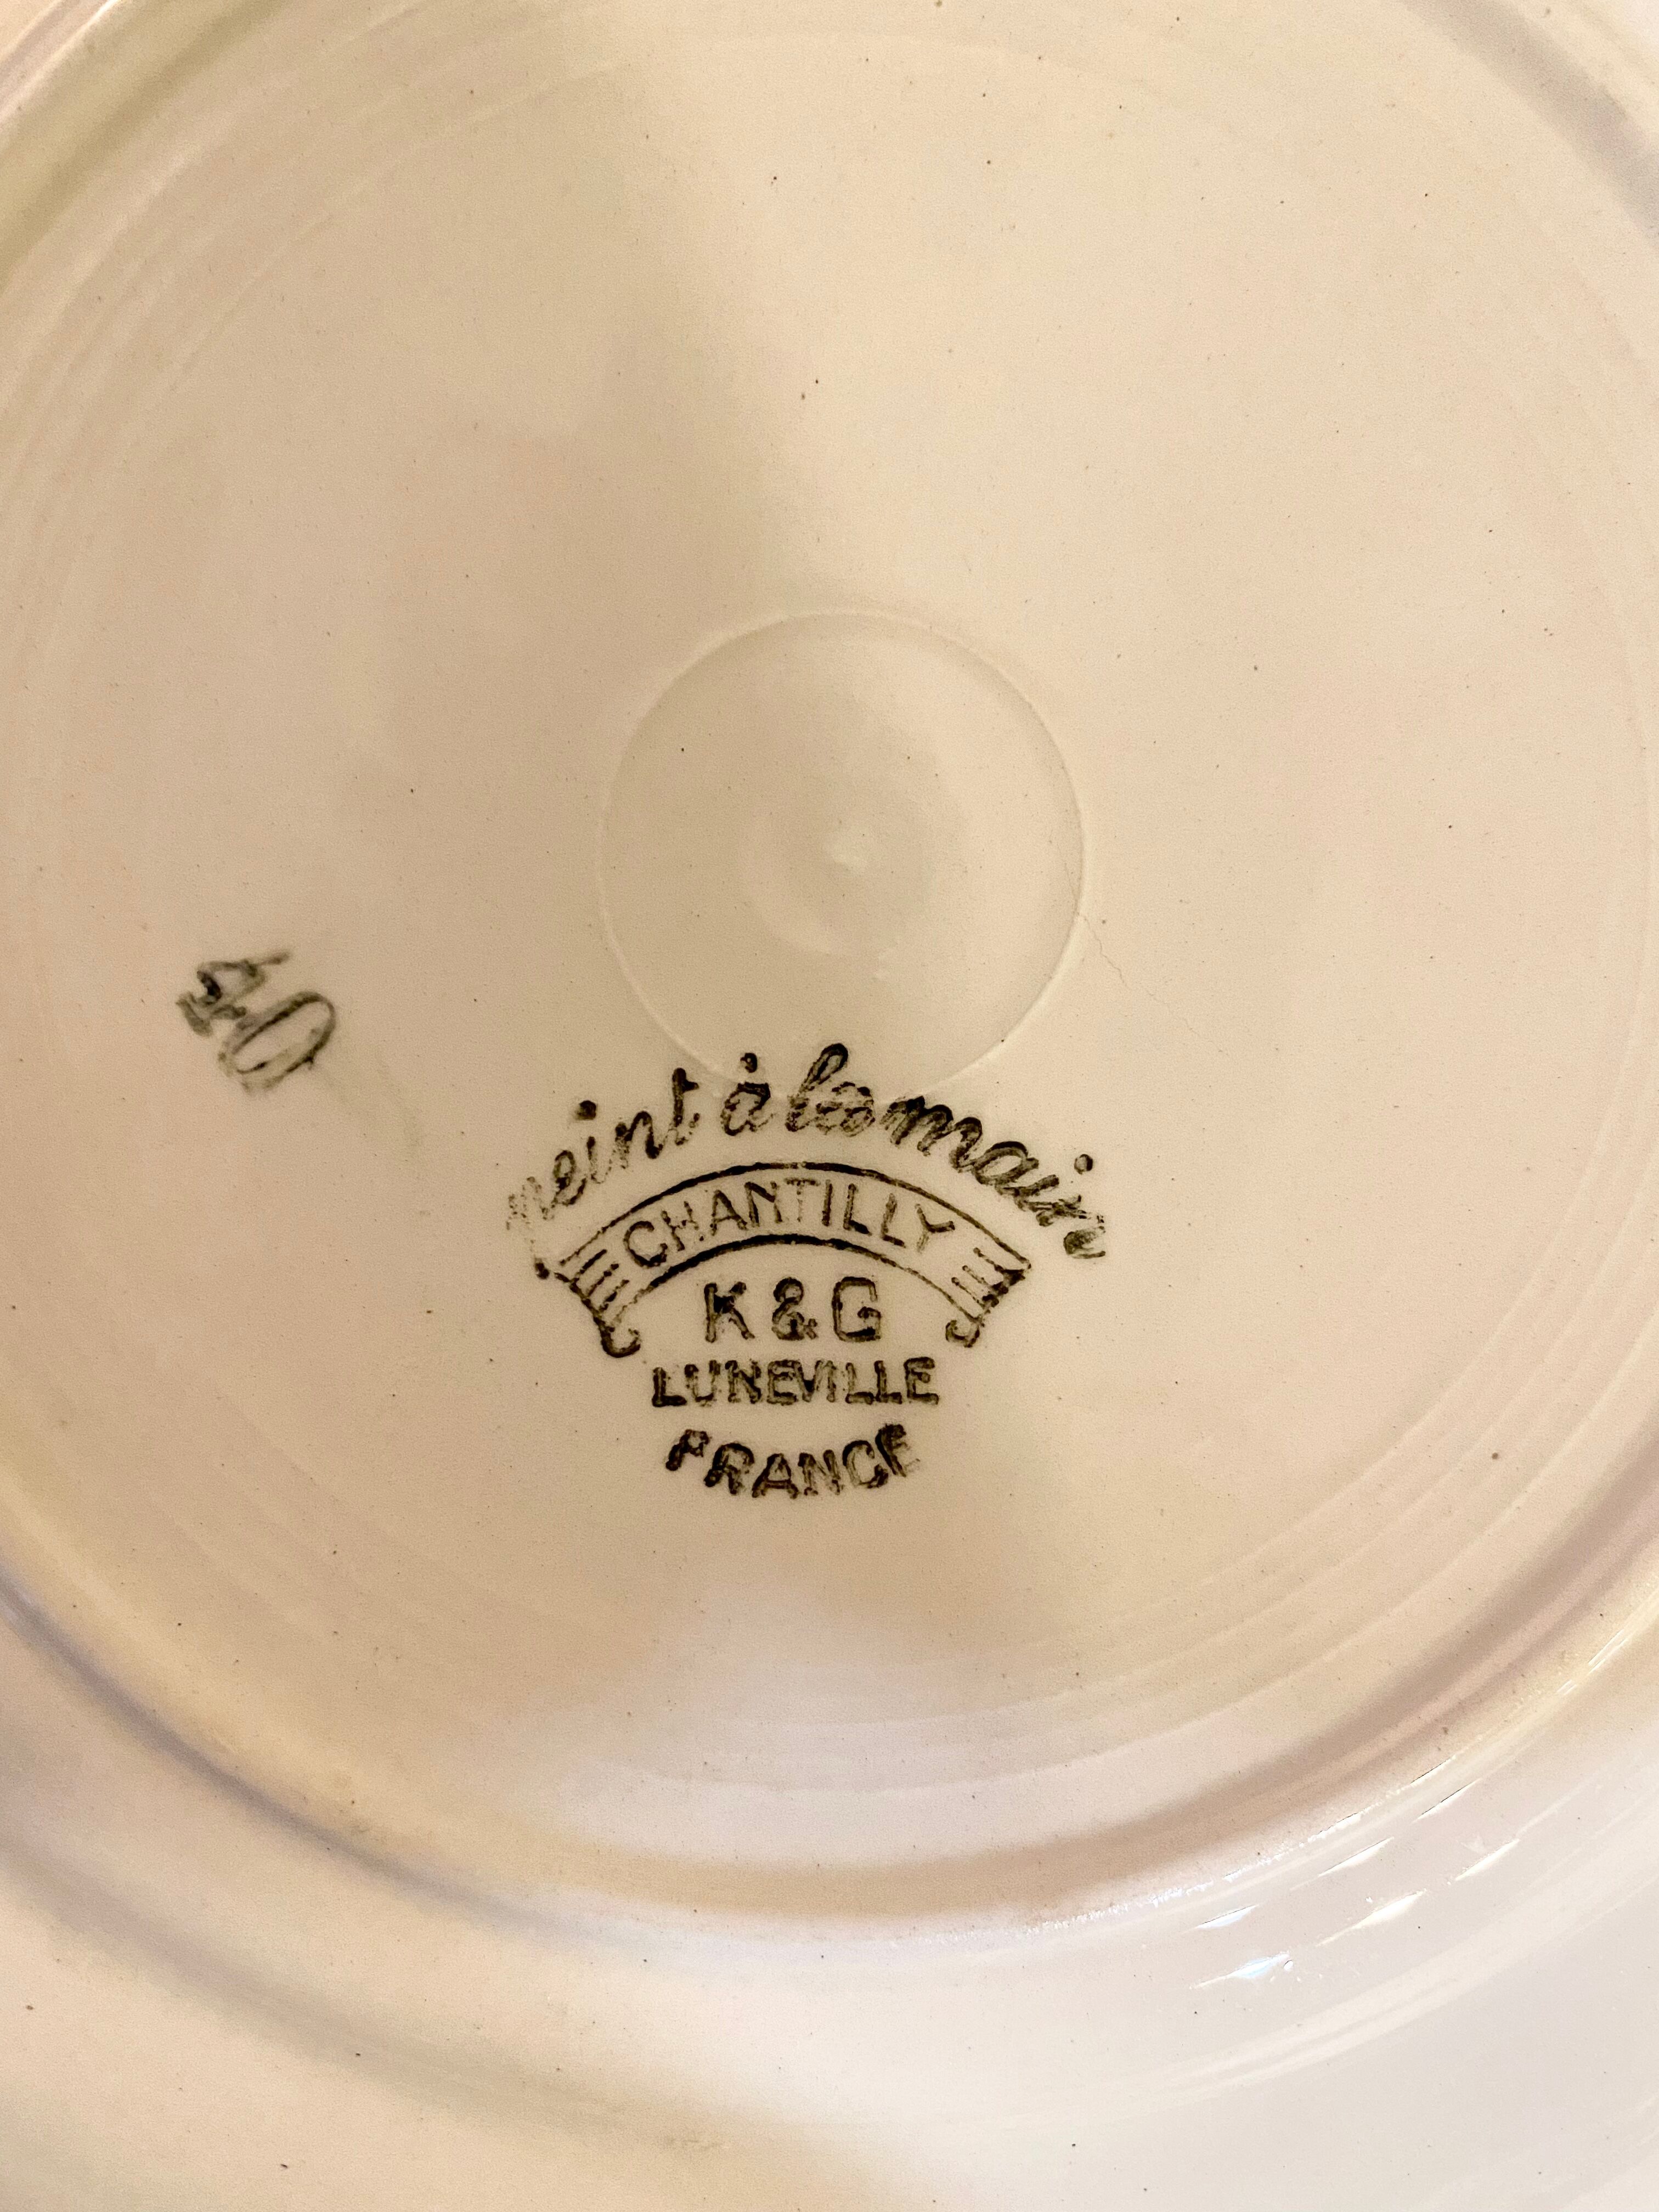 40
peint à la main
CHANTILLY
K & G
LUNEVILLE
FRANCE